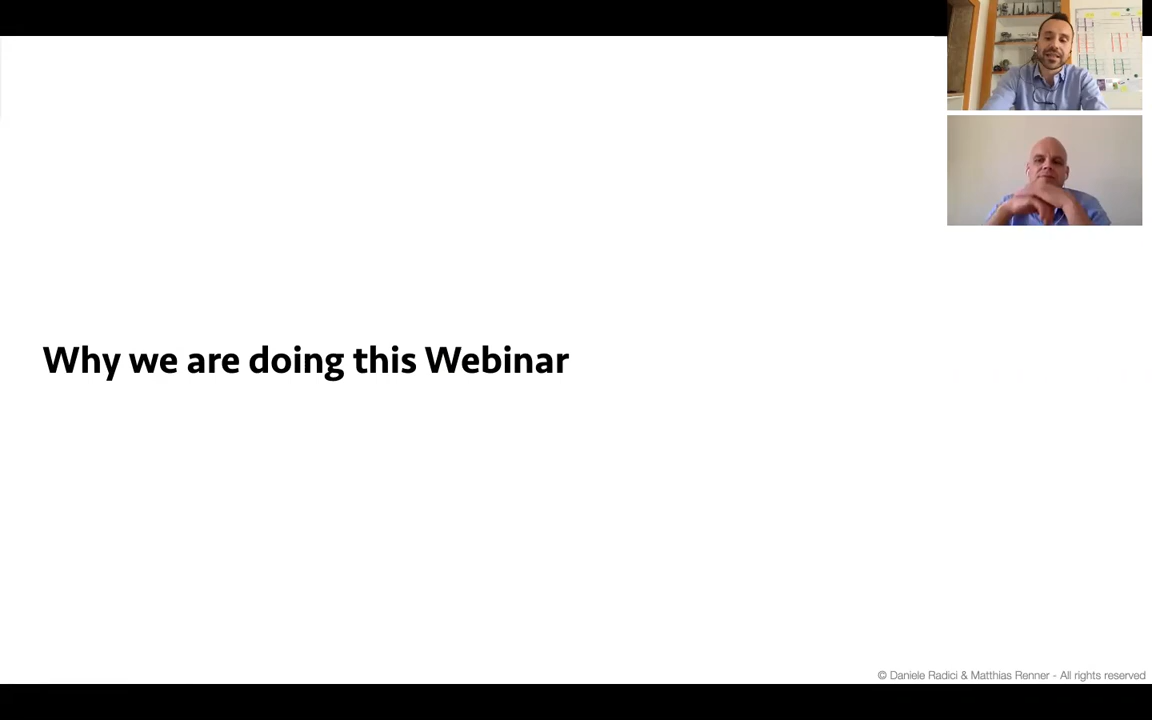 Why we are doing this Webinar
© Daniele Radici & Matthias Renner - All rights reserved